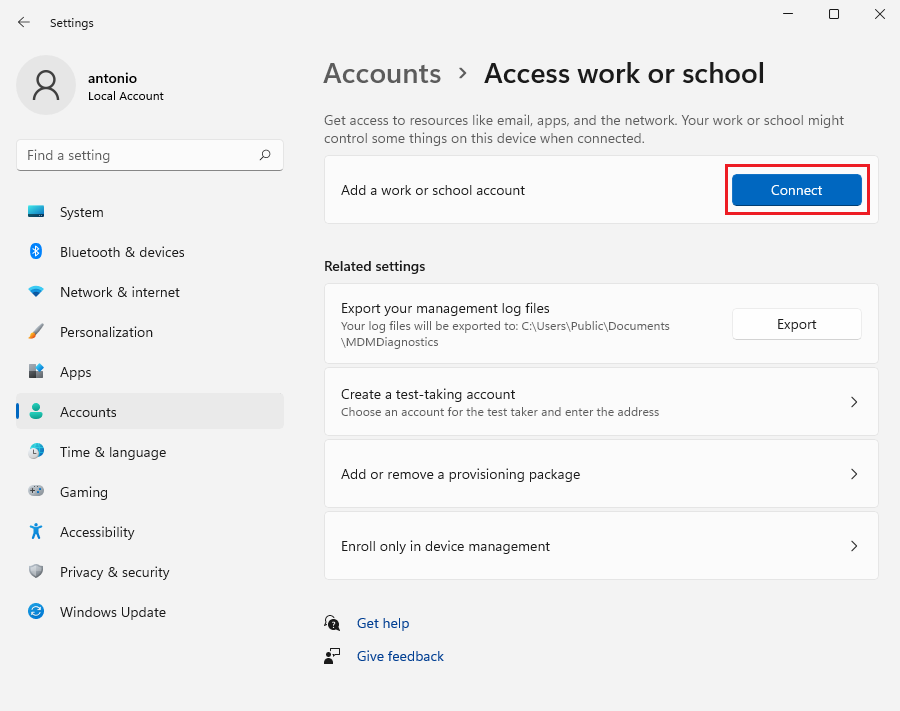 Settings
antonio
Local Account
Find a setting
System
Bluetooth & devices
Network & internet
Personalization
Apps
Accounts
Time & language
Gaming
Accessibility
Privacy & security
Windows Update
Accounts › Access work or school
Get access to resources like email, apps, and the network. Your work or school might
control some things on this device when connected.
Add a work or school account
Connect
Related settings
Export your management log files
Your log files will be exported to: C:\Users\Public\Documents
\MDMDiagnostics
Export
Create a test-taking account
Choose an account for the test taker and enter the address
Add or remove a provisioning package
Enroll only in device management
Get help
Give feedback